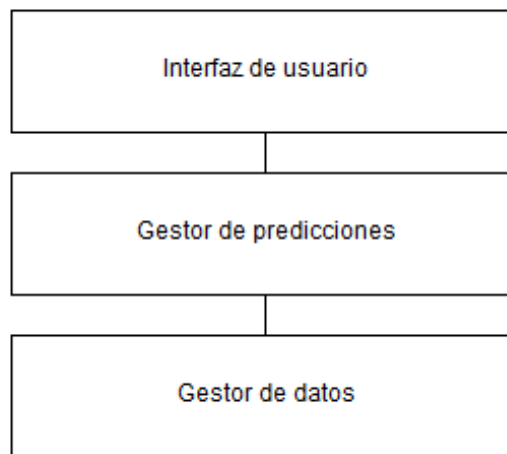 Interfaz de usuario
Gestor de predicciones
Gestor de datos